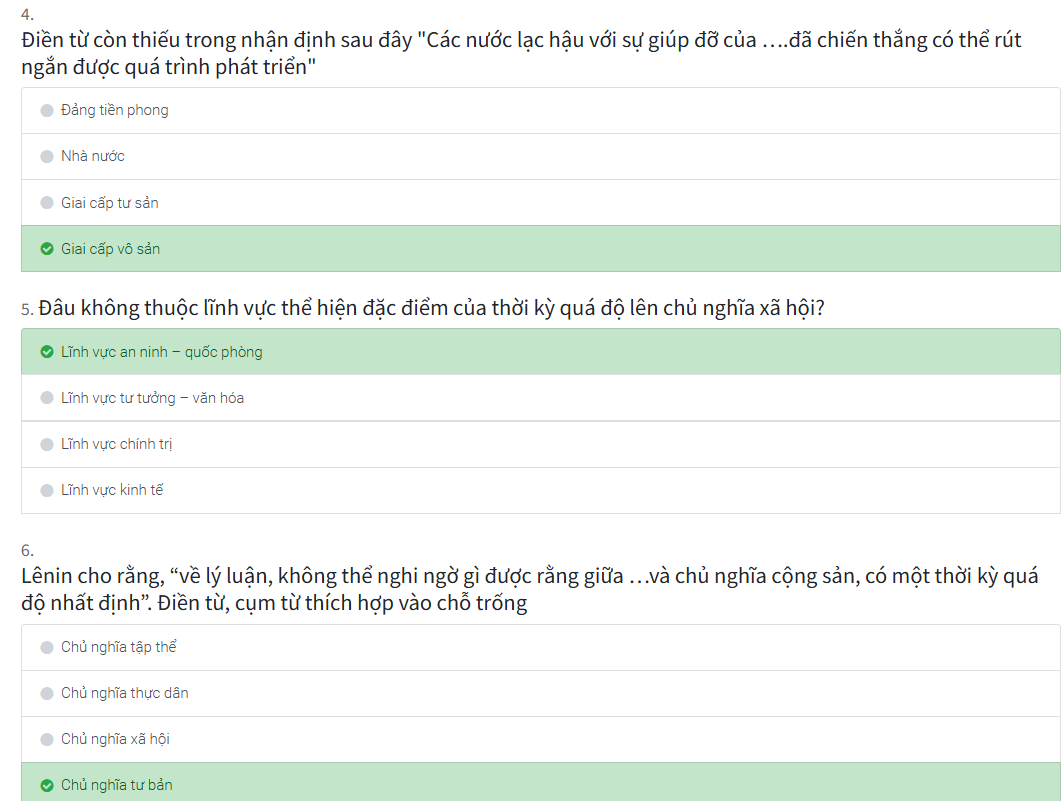 4.
Điền từ còn thiếu trong nhận định sau đây "Các nước lạc hậu với sự giúp đỡ của ….đã chiến thắng có thể rút
ngắn được quá trình phát triển"
Đảng tiền phong
Nhà nước
Giai cấp tư sản
Giai cấp vô sản
5. Đâu không thuộc lĩnh vực thể hiện đặc điểm của thời kỳ quá độ lên chủ nghĩa xã hội?
Lĩnh vực an ninh – quốc phòng
Lĩnh vực tư tưởng – văn hóa
Lĩnh vực chính trị
Lĩnh vực kinh tế
6.
Lênin cho rằng, “về lý luận, không thể nghi ngờ gì được rằng giữa …và chủ nghĩa cộng sản, có một thời kỳ quá
độ nhất định”. Điền từ, cụm từ thích hợp vào chỗ trống
Chủ nghĩa tập thể
Chủ nghĩa thực dân
Chủ nghĩa xã hội
Chủ nghĩa tư bản